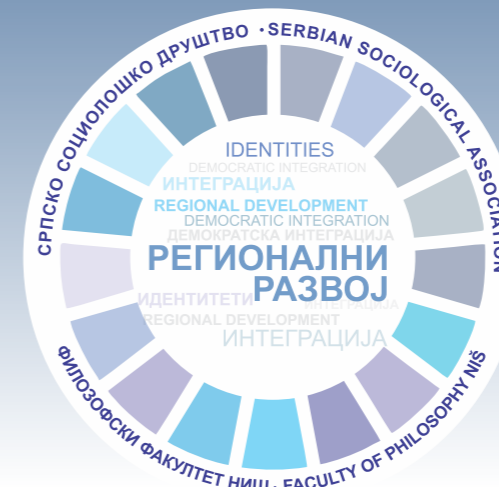 СРПСКО СОЦИОЛОШКО ДРУШТВО · SERBIAN SOCIOLOGICAL ASSOCIATION
IDENTITIES
DEMOCRATIC INTEGRATION
ИНТЕГРАЦИЈА
REGIONAL DEVELOPMENT
DEMOCRATIC INTEGRATION
ДЕМОКРАТСКА ИНТЕГРАЦИЈА
РЕГИОНАЛНИ
РАЗВОЈ
ИДЕНТИТЕТИ
ИНТЕГРАЦИЈА
REGIONAL DEVELOPMENT
ИНТЕГРАЦИЈА
ФИЛОЗОФСКИ ФАКУЛТЕТ НИШ · FACULTY OF PHILOSOPHY NIŠ